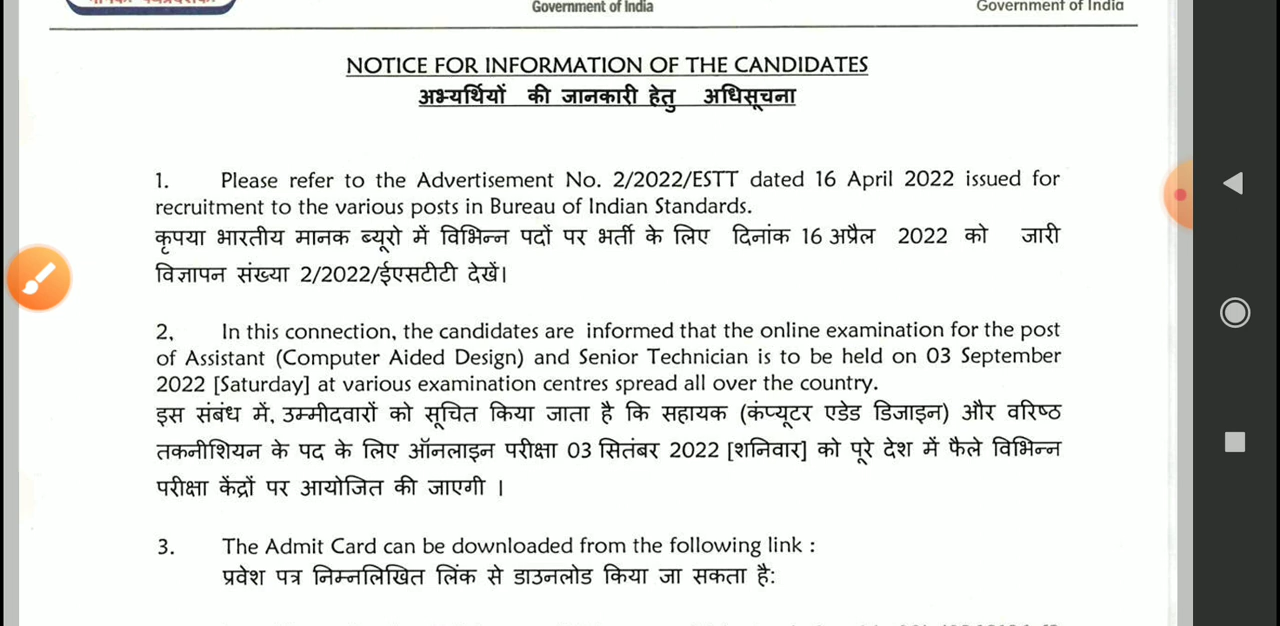 Government of India
Government of India
NOTICE FOR INFORMATION OF THE CANDIDATES
अभ्यर्थियों की जानकारी हेतु अधिसूचना
1. Please refer to the Advertisement No. 2/2022/ESTT dated 16 April 2022 issued for
recruitment to the various posts in Bureau of Indian Standards.
कृपया भारतीय मानक ब्यूरो में विभिन्न पदों पर भर्ती के लिए दिनांक 16 अप्रैल 2022 को जारी
विज्ञापन संख्या 2/2022/ईएसटीटी देखें।
2, In this connection, the candidates are informed that the online examination for the post
of Assistant (Computer Aided Design) and Senior Technician is to be held on 03 September
2022 [Saturday] at various examination centres spread all over the country.
इस संबंध में, उम्मीदवारों को सूचित किया जाता है कि सहायक (कंप्यूटर एडेड डिजाइन) और वरिष्ठ
तकनीशियन के पद के लिए ऑनलाइन परीक्षा 03 सितंबर 2022 [शनिवार] को पूरे देश में फैले विभिन्न
परीक्षा केंद्रों पर आयोजित की जाएगी ।
3. The Admit Card can be downloaded from the following link :
प्रवेश पत्र निम्नलिखित लिंक से डाउनलोड किया जा सकता है: